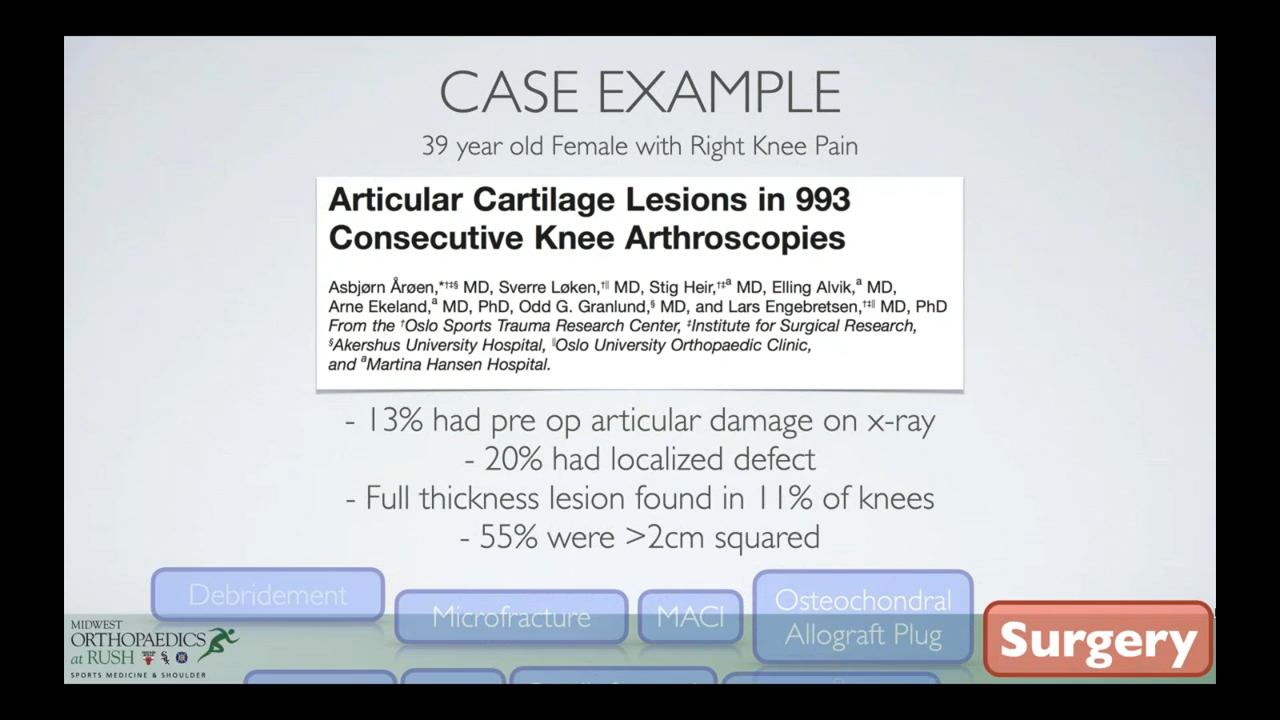 CASE EXAMPLE
39 year old Female with Right Knee Pain
Articular Cartilage Lesions in 993
Consecutive Knee Arthroscopies
Asbjørn Årøen,*†‡§ MD, Sverre Løken,†|| MD, Stig Heir,†‡a MD, Elling Alvik,a MD,
Arne Ekeland,a MD, PhD, Odd G. Granlund,§ MD, and Lars Engebretsen,†‡|| MD, PhD
From the †Oslo Sports Trauma Research Center, ‡Institute for Surgical Research,
§Akershus University Hospital, ||Oslo University Orthopaedic Clinic,
and aMartina Hansen Hospital.
- 13% had pre op articular damage on x-ray
- 20% had localized defect
- Full thickness lesion found in 11% of knees
- 55% were >2cm squared
Debridement
Microfracture
MACI
Osteochondral
Allograft Plug
Surgery
MIDWEST
ORTHOPAEDICS
at RUSH
SPORTS MEDICINE & SHOULDER